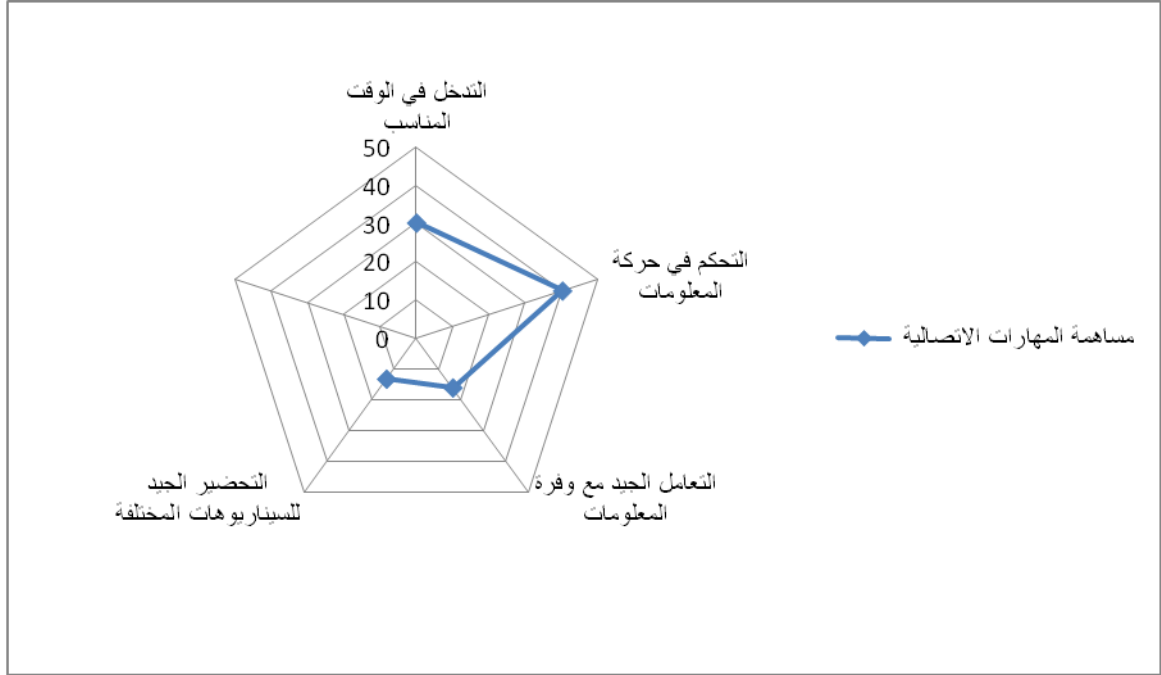 التدخل في الوقت
المناسب
50
40
30
20
10
0
التحكم في حركة
المعلومات
التعامل الجيد مع وفرة
المعلومات
التحضير الجيد
للسيناريوهات المختلفة
مساهمة المهارات الاتصالية